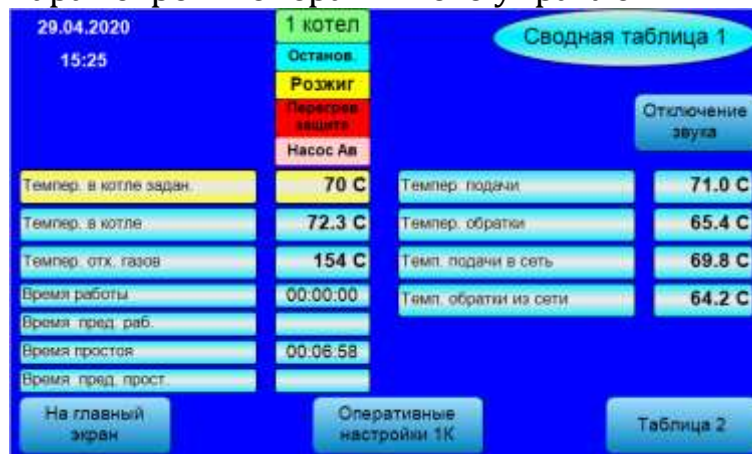 29.04.2020
15:25
1 котел
Останов.
Розжиг
Перегрев
защита
Насос Ав
Сводная таблица 1
Отключение
звука
Темпер. в котле задан. 70 С
Темпер. в котле 72.3 С
Темпер. отх. газов 154 С
Время работы 00:00:00
Время пред. раб.
Время простоя 00:06:58
Время пред. прост.
Темпер. подачи 71.0 С
Темпер. обратки 65.4 С
Темп. подачи в сеть 69.8 С
Темп. обратки из сети 64.2 С
На главный
экран
Оперативные
настройки 1К
Таблица 2